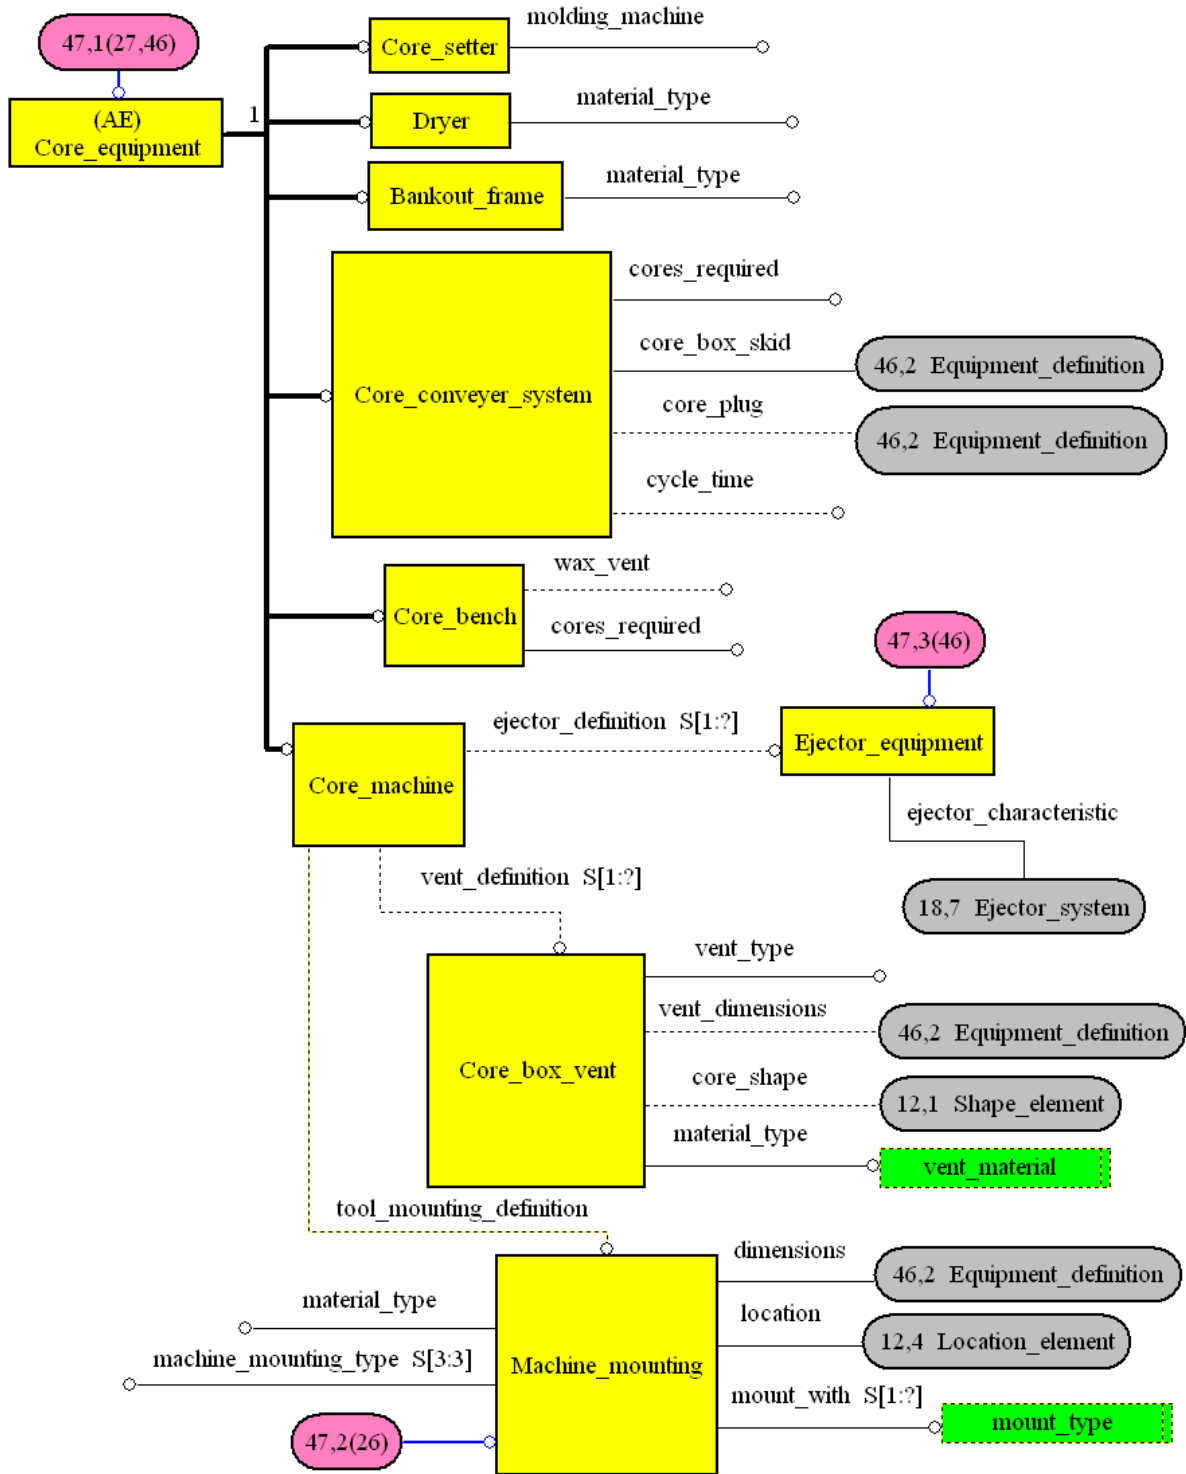 47,1(27,46)
(AE)
Core_equipment
1
Core_setter
molding_machine
Dryer
material_type
Bankout_frame
material_type
Core_conveyer_system
cores_required
core_box_skid
46,2 Equipment_definition
core_plug
46,2 Equipment_definition
cycle_time
Core_bench
wax_vent
cores_required
47,3(46)
Core_machine
ejector_definition S[1:?]
Ejector_equipment
ejector_characteristic
18,7 Ejector_system
vent_definition S[1:?]
Core_box_vent
vent_type
vent_dimensions
46,2 Equipment_definition
core_shape
12,1 Shape_element
material_type
vent_material
tool_mounting_definition
Machine_mounting
dimensions
46,2 Equipment_definition
location
12,4 Location_element
mount_with S[1:?]
mount_type
material_type
machine_mounting_type S[3:3]
47,2(26)